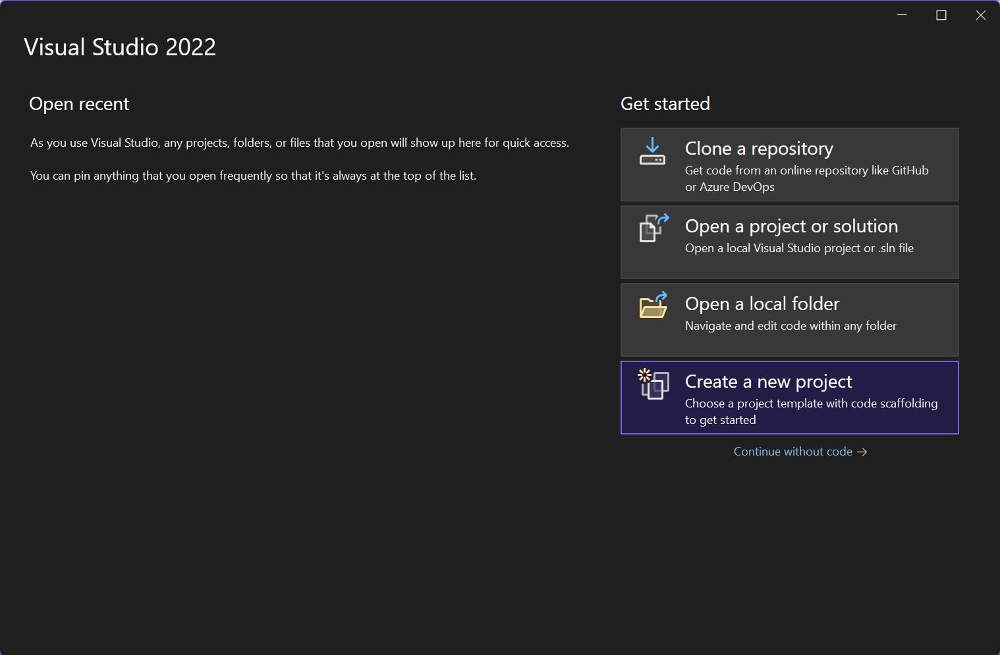 Visual Studio 2022
Open recent
As you use Visual Studio, any projects, folders, or files that you open will show up here for quick access.
You can pin anything that you open frequently so that it's always at the top of the list.
Get started
Clone a repository
Get code from an online repository like GitHub
or Azure DevOps
Open a project or solution
Open a local Visual Studio project or .sln file
Open a local folder
Navigate and edit code within any folder
Create a new project
Choose a project template with code scaffolding
to get started
Continue without code →